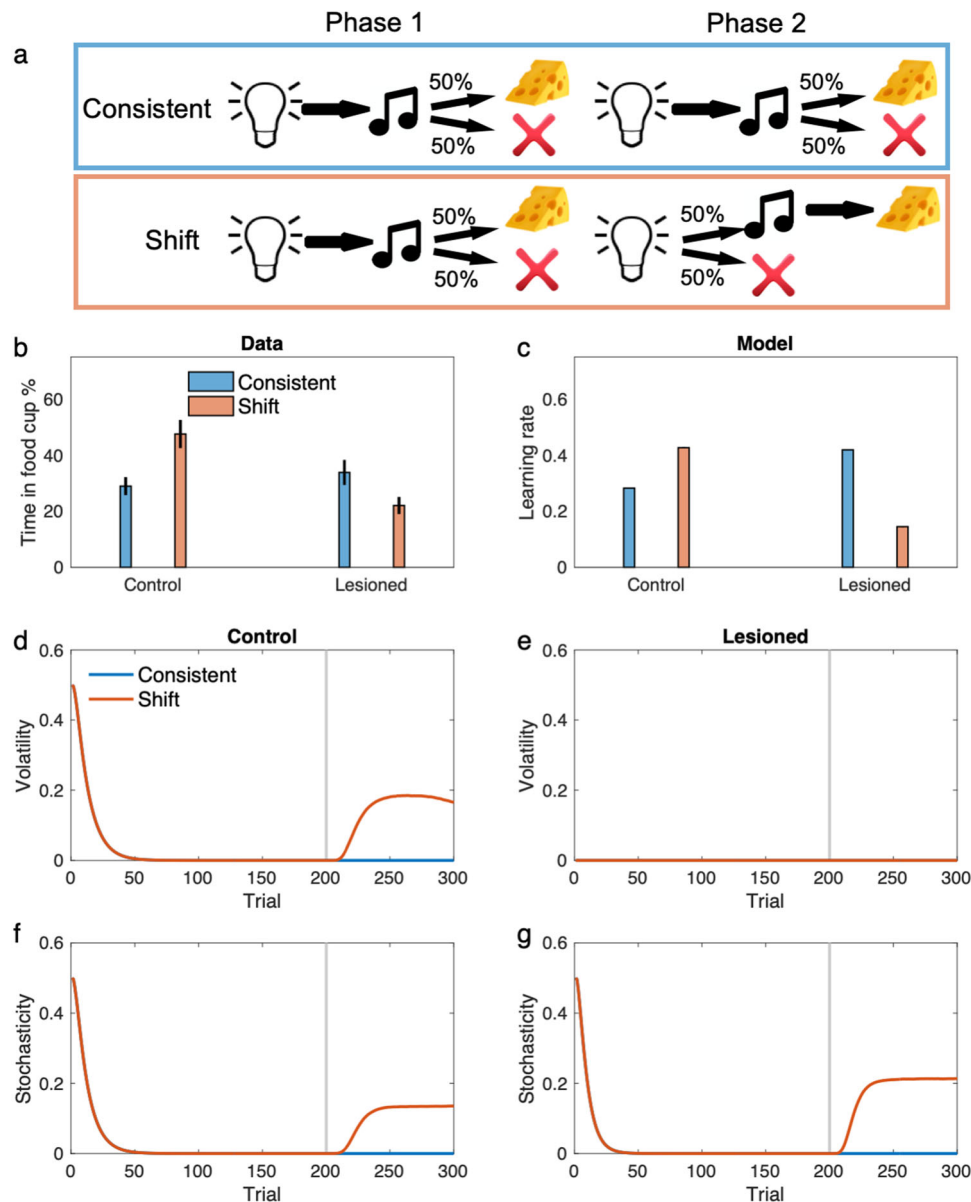 Phase 1 Phase 2
a
Consistent 50% 50% 50% 50%
Shift 50% 50% 50% 50%
b Data
Consistent
Shift
Time in food cup %
60
40
20
0
Control Lesioned
c Model
Learning rate
0.6
0.4
0.2
0
Control Lesioned
d Control
Consistent
Shift
Volatility
0.6
0.4
0.2
0
0 50 100 150 200 250 300
Trial
e Lesioned
Volatility
0.6
0.4
0.2
0
0 50 100 150 200 250 300
Trial
f
Stochasticity
0.6
0.4
0.2
0
0 50 100 150 200 250 300
Trial
g
Stochasticity
0.6
0.4
0.2
0
0 50 100 150 200 250 300
Trial